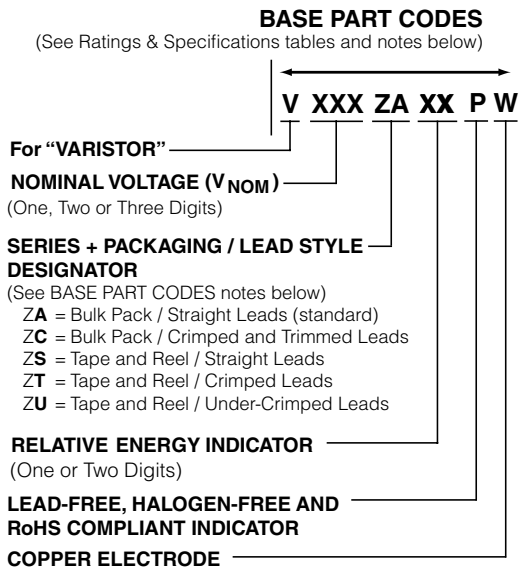 BASE PART CODES
(See Ratings & Specifications tables and notes below)
V XXX ZA XX P W
For “VARISTOR”
NOMINAL VOLTAGE (VNOM)
(One, Two or Three Digits)
SERIES + PACKAGING / LEAD STYLE
DESIGNATOR
(See BASE PART CODES notes below)
ZA = Bulk Pack / Straight Leads (standard)
ZC = Bulk Pack / Crimped and Trimmed Leads
ZS = Tape and Reel / Straight Leads
ZT = Tape and Reel / Crimped Leads
ZU = Tape and Reel / Under-Crimped Leads
RELATIVE ENERGY INDICATOR
(One or Two Digits)
LEAD-FREE, HALOGEN-FREE AND
RoHS COMPLIANT INDICATOR
COPPER ELECTRODE